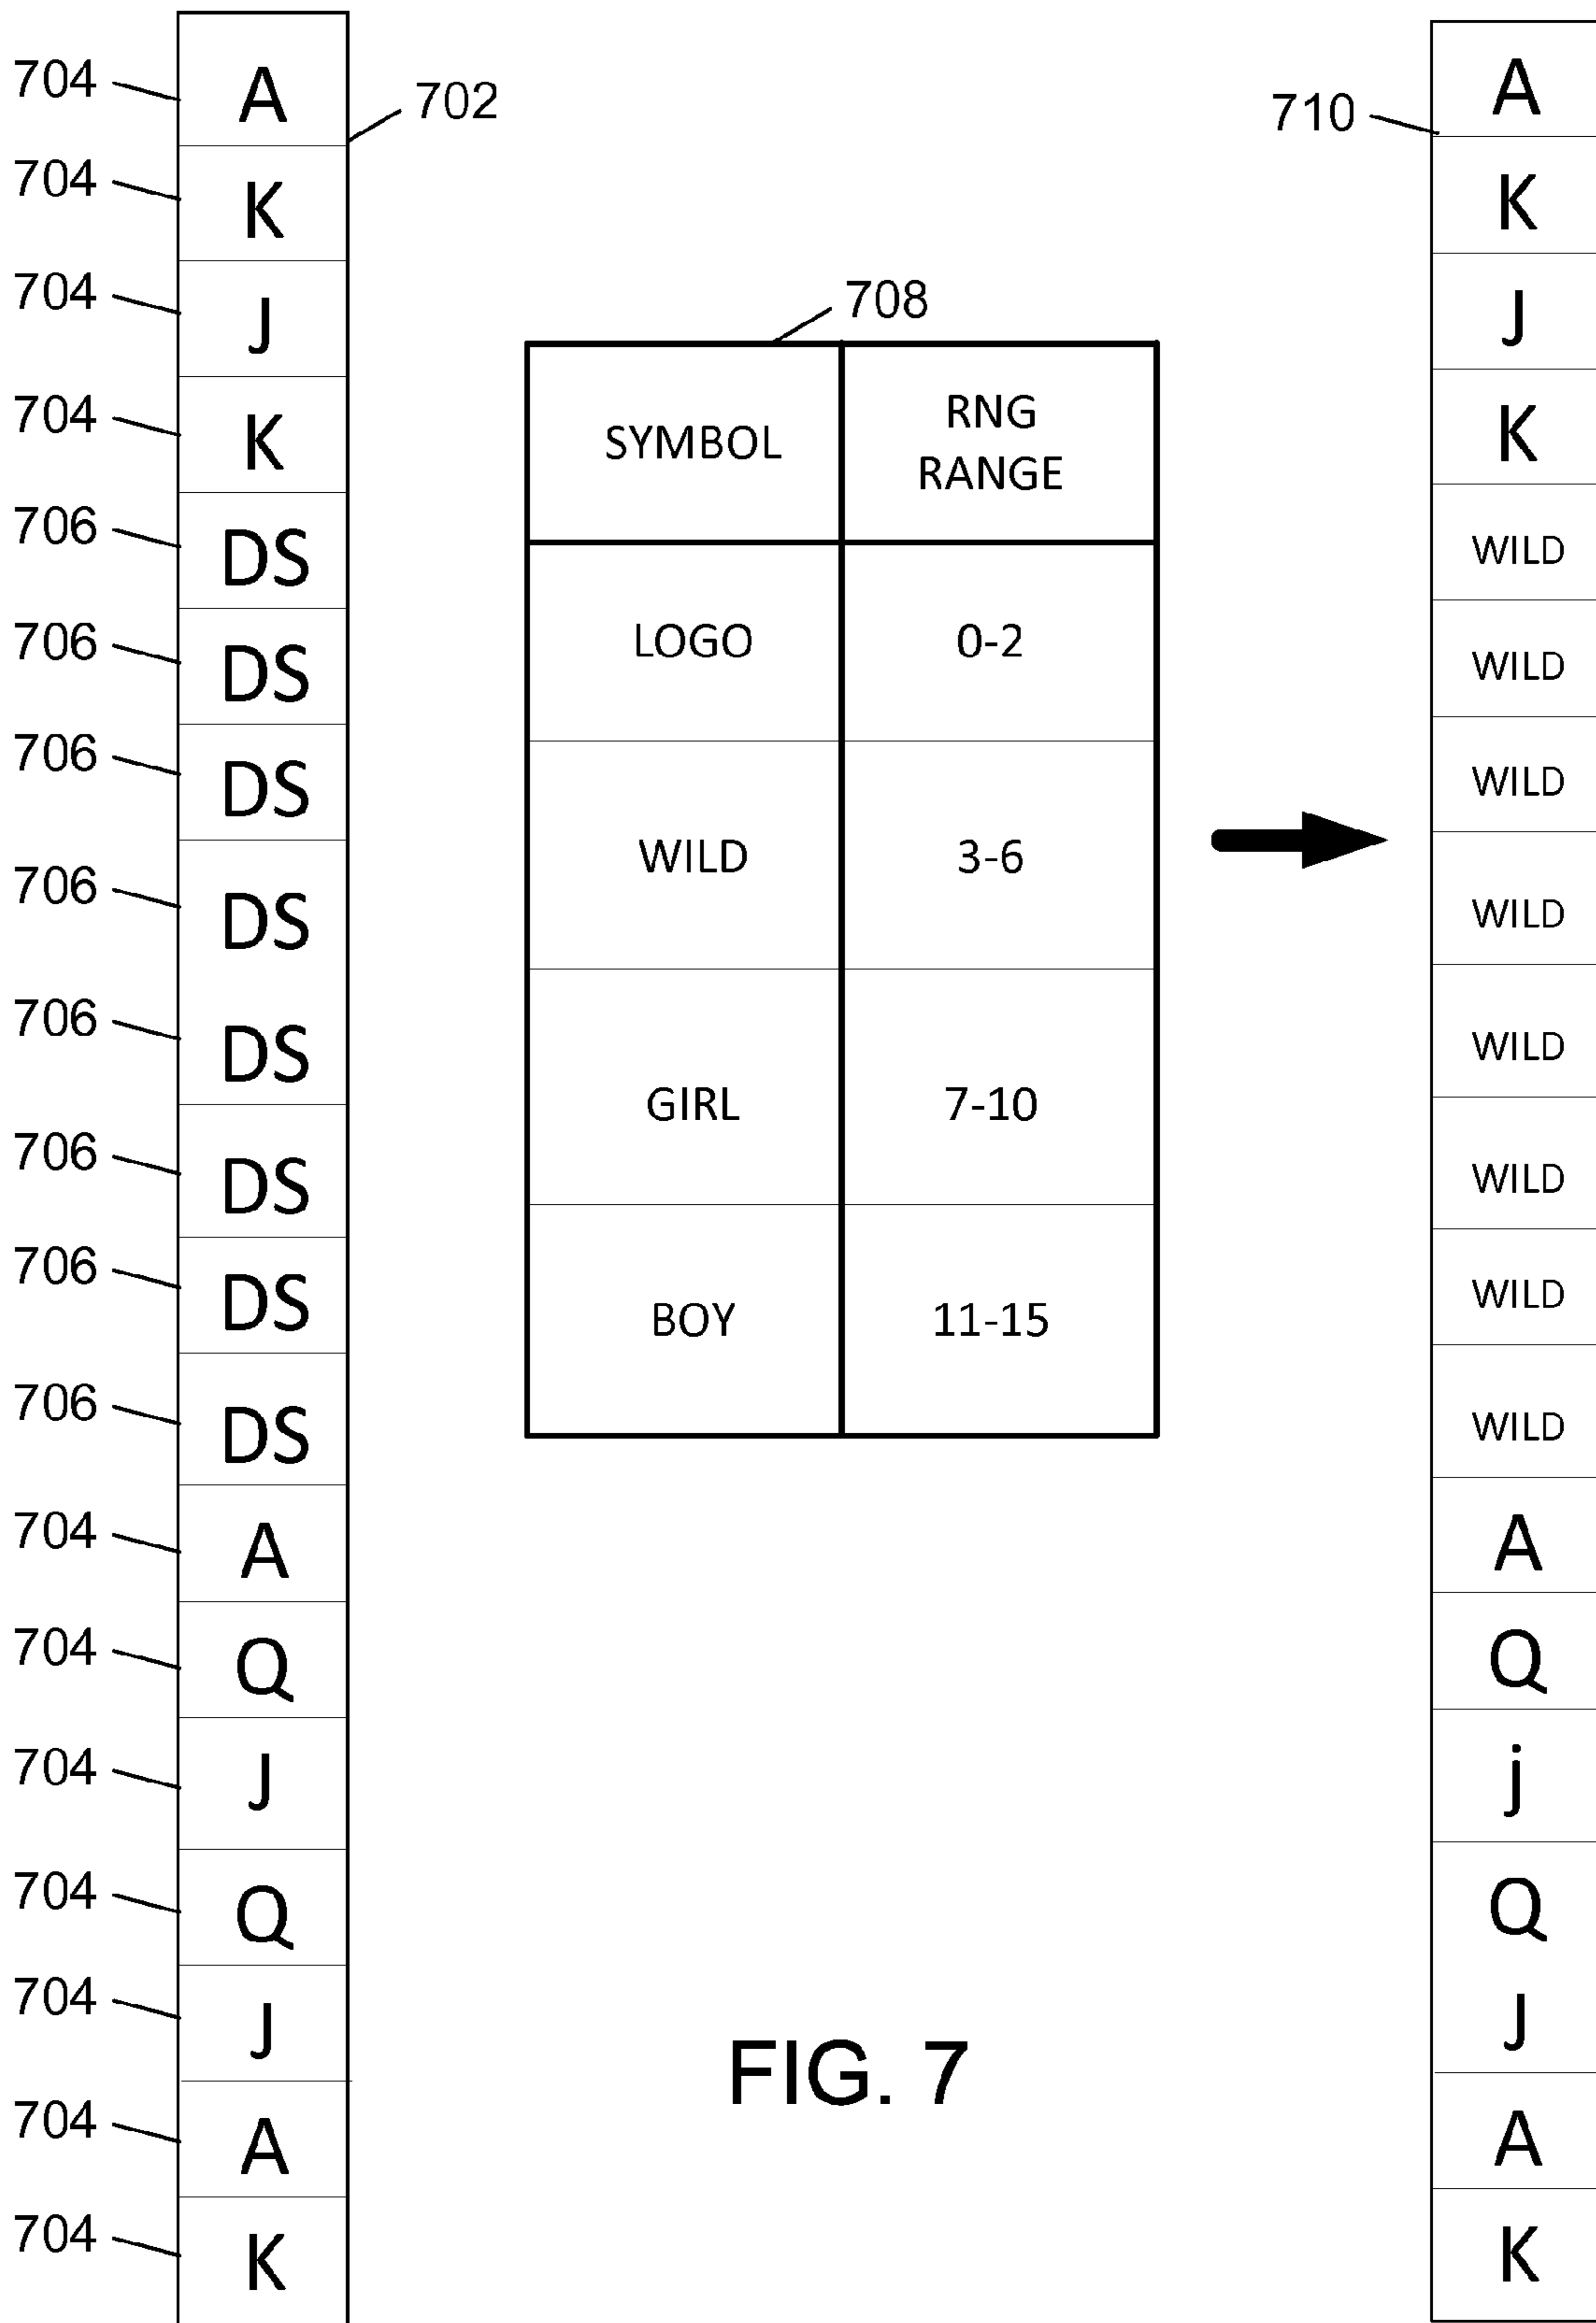 704 A 702
704 K
704 J
704 K
706 DS
706 DS
706 DS
706 DS
706 DS
706 DS
706 DS
706 DS
704 A
704 Q
704 J
704 Q
704 J
704 A
704 K
708
SYMBOL RNG RANGE
LOGO 0-2
WILD 3-6
GIRL 7-10
BOY 11-15
710 A
K
J
K
WILD
WILD
WILD
WILD
WILD
WILD
WILD
WILD
A
Q
j
Q
J
A
K
FIG. 7